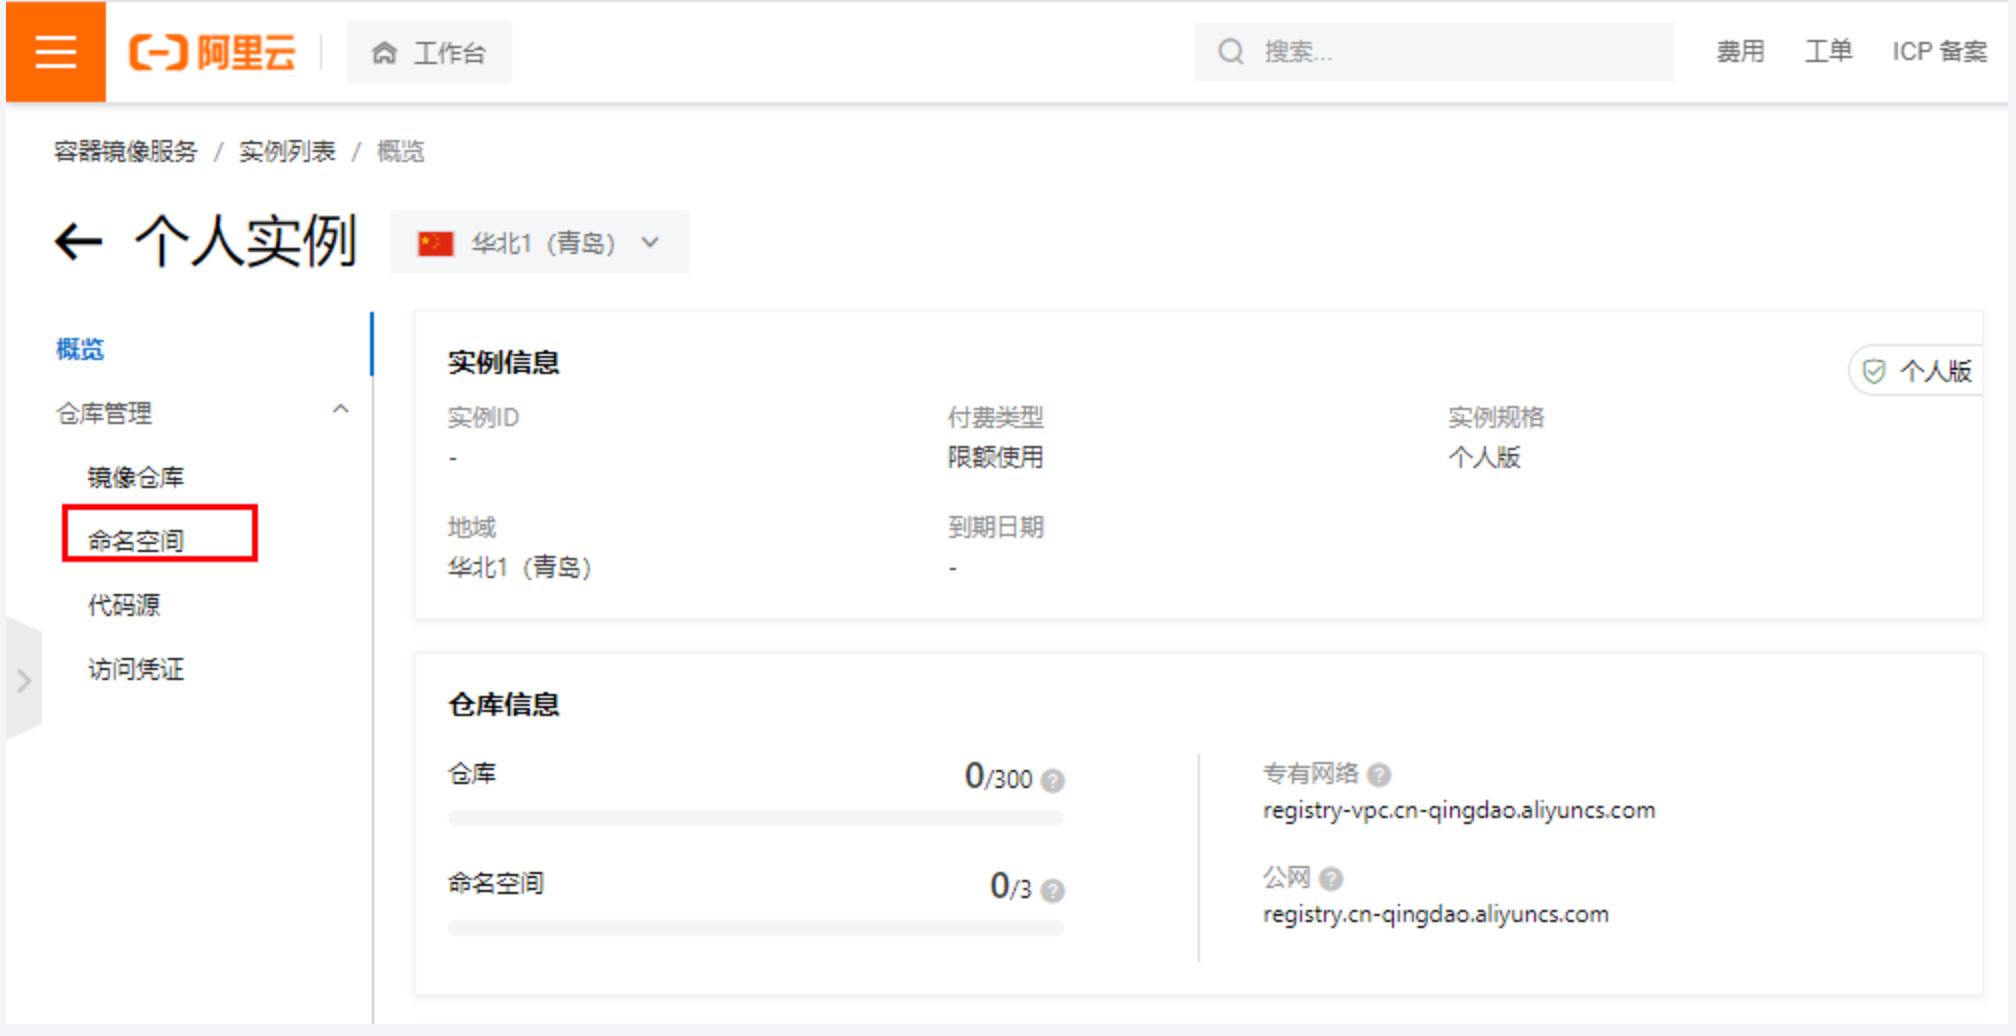 阿里云
工作台
搜索...
费用
工单
ICP 备案
容器镜像服务 / 实例列表 / 概览
个人实例
华北1（青岛）
概览
仓库管理
镜像仓库
命名空间
代码源
访问凭证
实例信息
个人版
实例ID
-
付费类型
限额使用
实例规格
个人版
地域
华北1（青岛）
到期日期
-
仓库信息
仓库
0/300
命名空间
0/3
专有网络
registry-vpc.cn-qingdao.aliyuncs.com
公网
registry.cn-qingdao.aliyuncs.com